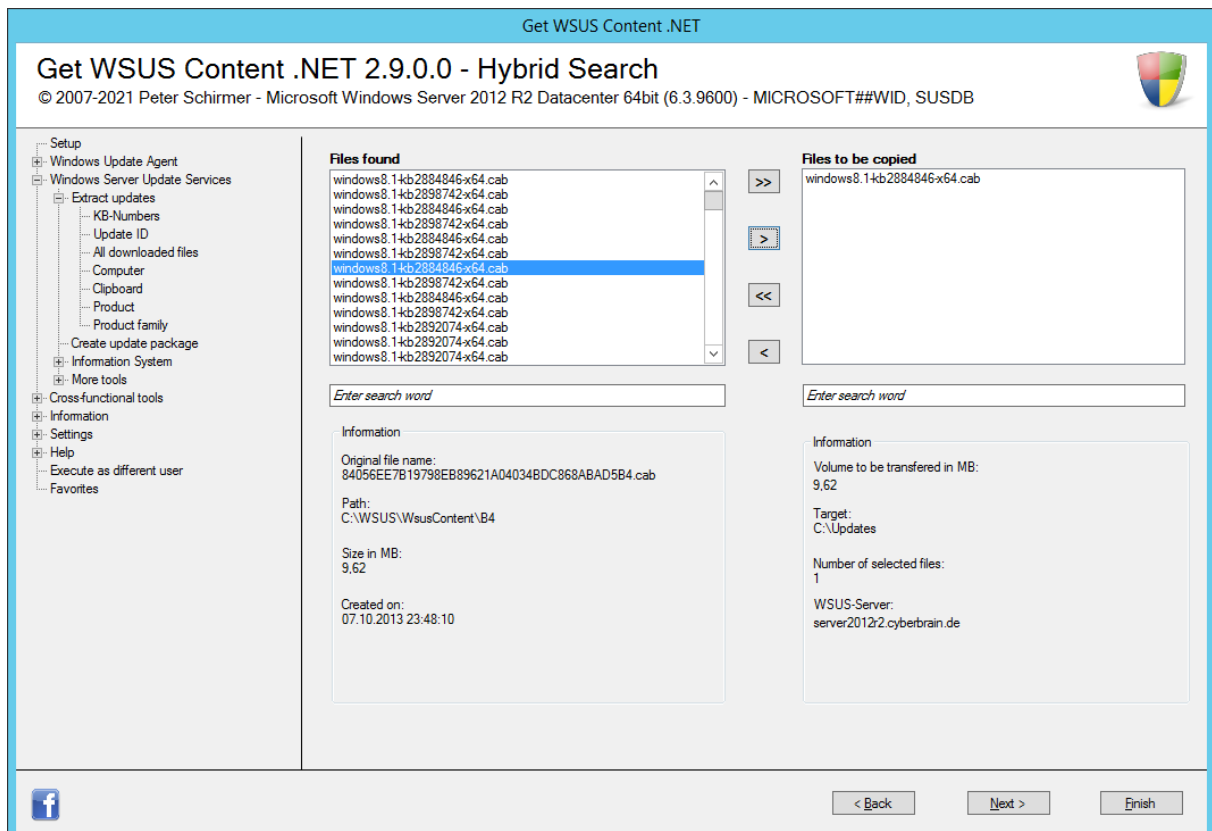 Get WSUS Content .NET
Get WSUS Content .NET 2.9.0.0 - Hybrid Search
© 2007-2021 Peter Schirmer - Microsoft Windows Server 2012 R2 Datacenter 64bit (6.3.9600) - MICROSOFT##WID, SUSDB
Setup
Windows Update Agent
Windows Server Update Services
Extract updates
KB-Numbers
Update ID
All downloaded files
Computer
Clipboard
Product
Product family
Create update package
Information System
More tools
Cross-functional tools
Information
Settings
Help
Execute as different user
Favorites
Files found
windows8.1-kb2884846-x64.cab
windows8.1-kb2898742-x64.cab
windows8.1-kb2884846-x64.cab
windows8.1-kb2898742-x64.cab
windows8.1-kb2884846-x64.cab
windows8.1-kb2898742-x64.cab
windows8.1-kb2884846-x64.cab
windows8.1-kb2898742-x64.cab
windows8.1-kb2884846-x64.cab
windows8.1-kb2898742-x64.cab
windows8.1-kb2892074-x64.cab
windows8.1-kb2892074-x64.cab
windows8.1-kb2892074-x64.cab
Enter search word
Information
Original file name:
84056EE7B19798EB89621A04034BDC868ABAD5B4.cab
Path:
C:\WSUS\WsusContent\B4
Size in MB:
9,62
Created on:
07.10.2013 23:48:10
>>
>
<<
<
Files to be copied
windows8.1-kb2884846-x64.cab
Enter search word
Information
Volume to be transfered in MB:
9,62
Target:
C:\Updates
Number of selected files:
1
WSUS-Server:
server2012r2.cyberbrain.de
f
< Back
Next >
Finish